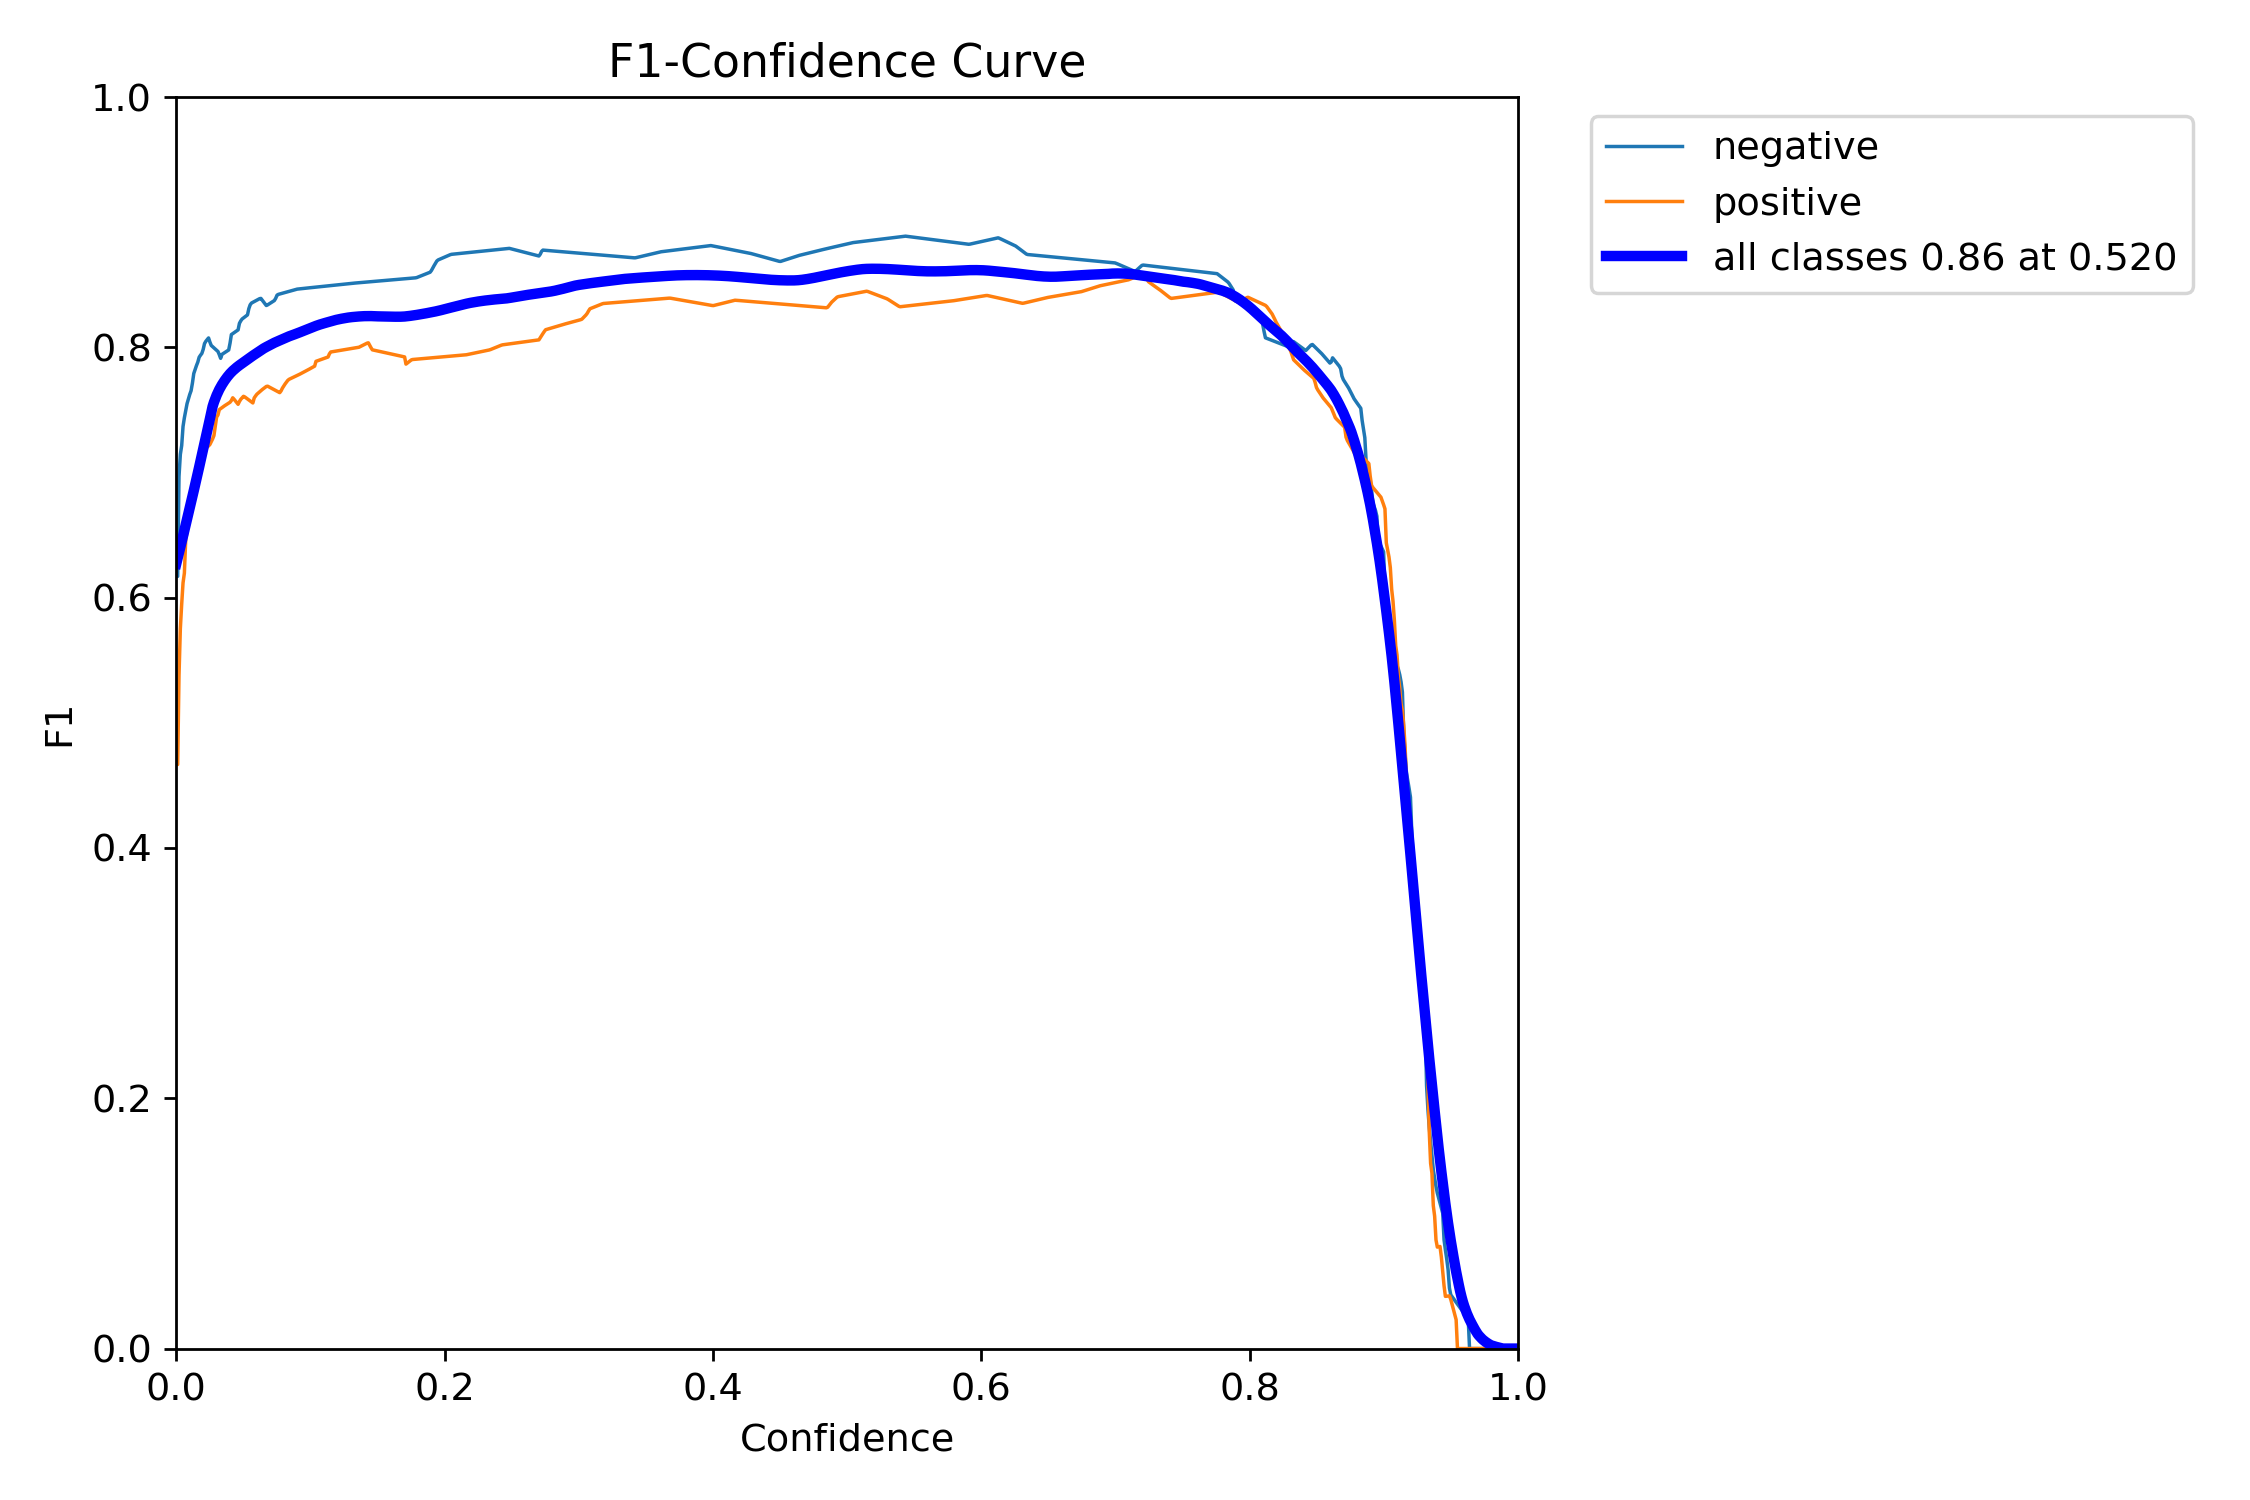 F1-Confidence Curve
1.0
0.8
0.6
0.4
0.2
0.0
F1
0.0 0.2 0.4 0.6 0.8 1.0
Confidence
negative
positive
all classes 0.86 at 0.520